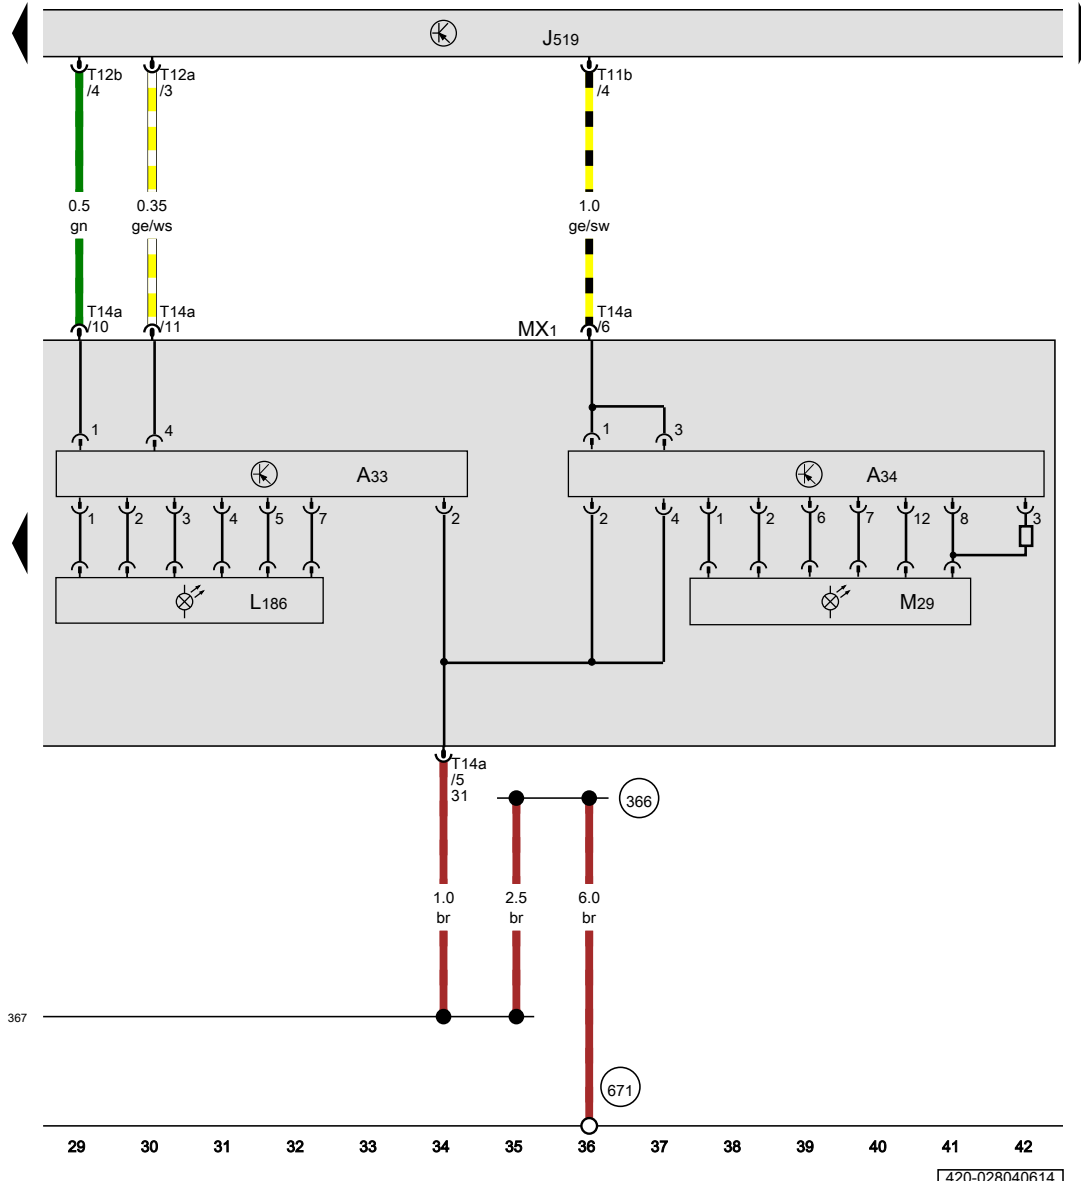 J519
T12b
/4
T12a
/3
T11b
/4
0.5
gn
0.35
ge/ws
1.0
ge/sw
T14a
/10
T14a
/11
MX1
T14a
/6
1
4
1
3
A33
A34
1
2
3
4
5
7
2
2
4
1
2
6
7
12
8
3
L186
M29
T14a
/5
31
366
1.0
br
2.5
br
6.0
br
367
671
29 30 31 32 33 34 35 36 37 38 39 40 41 42
420-028040614